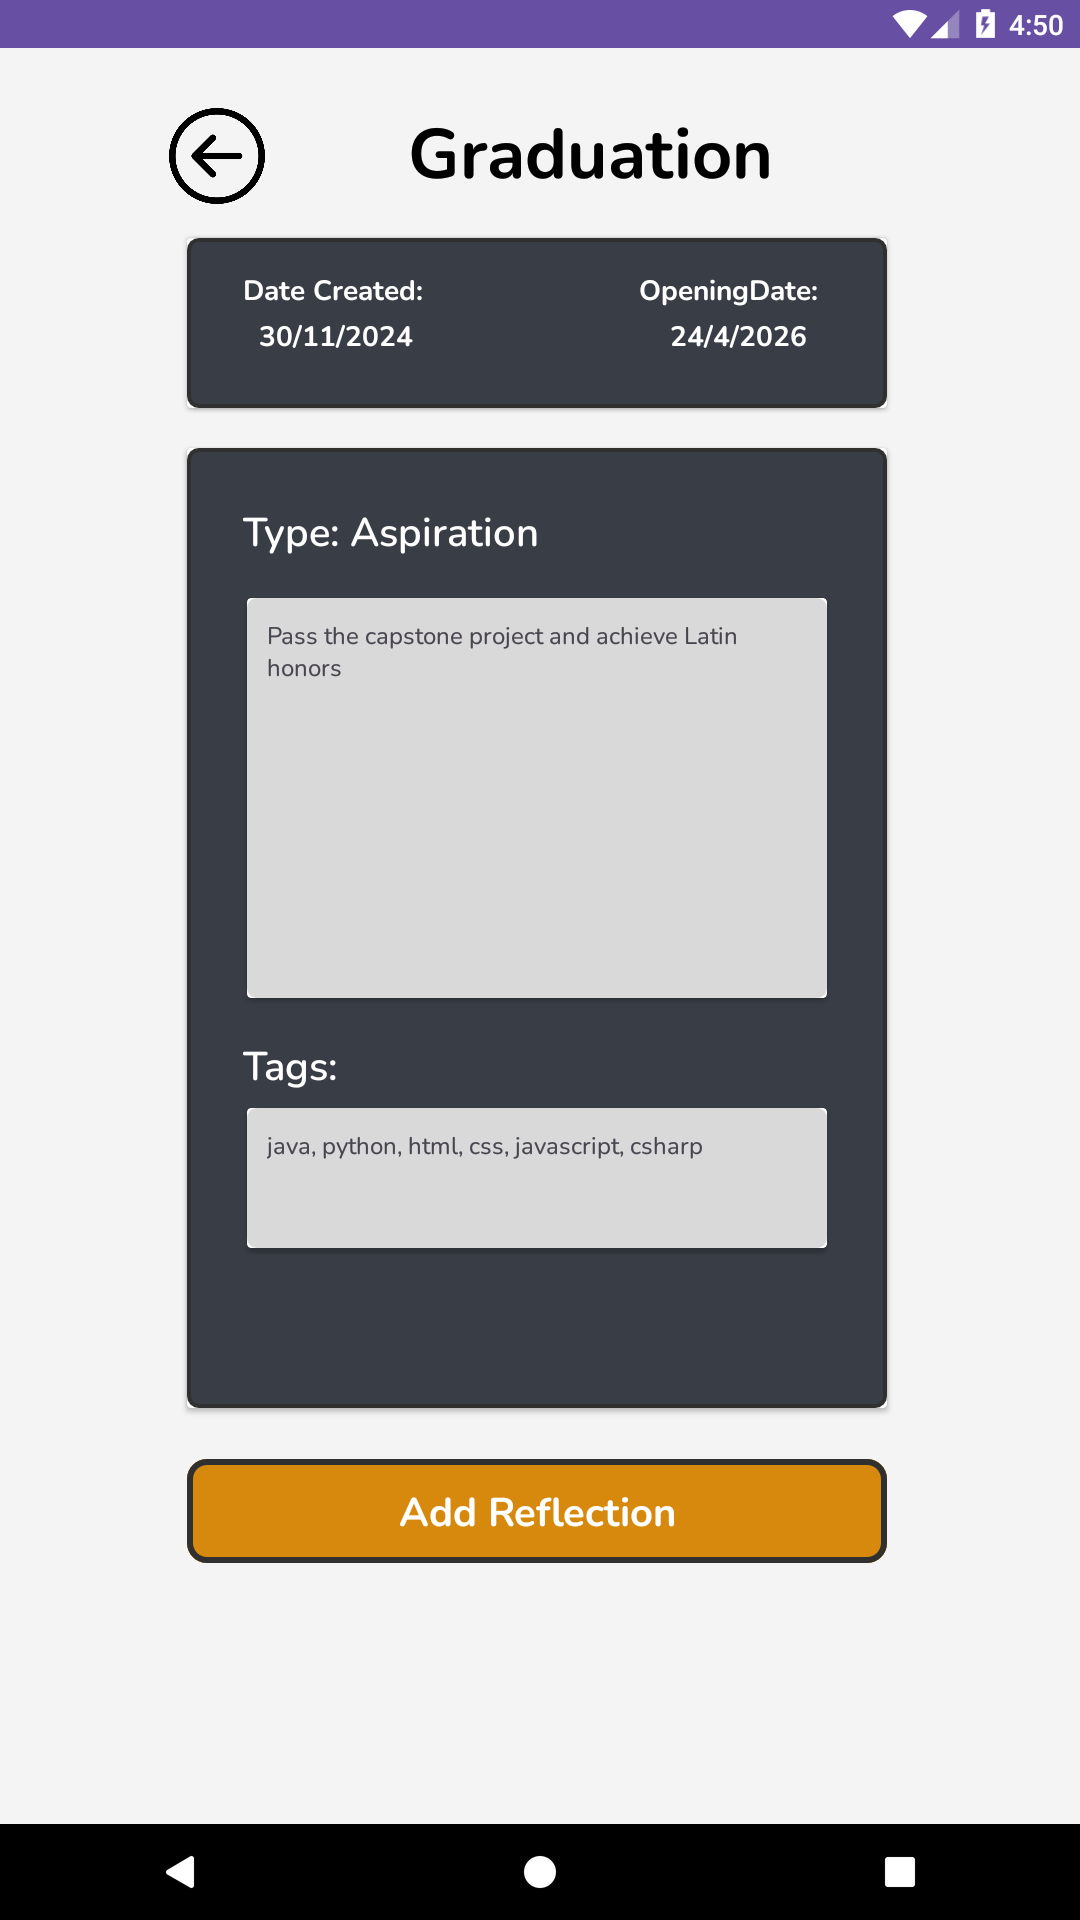 4:50
Graduation
Date Created:
OpeningDate:
30/11/2024
24/4/2026
Type: Aspiration
Pass the capstone project and achieve Latin
honors
Tags:
java, python, html, css, javascript, csharp
Add Reflection